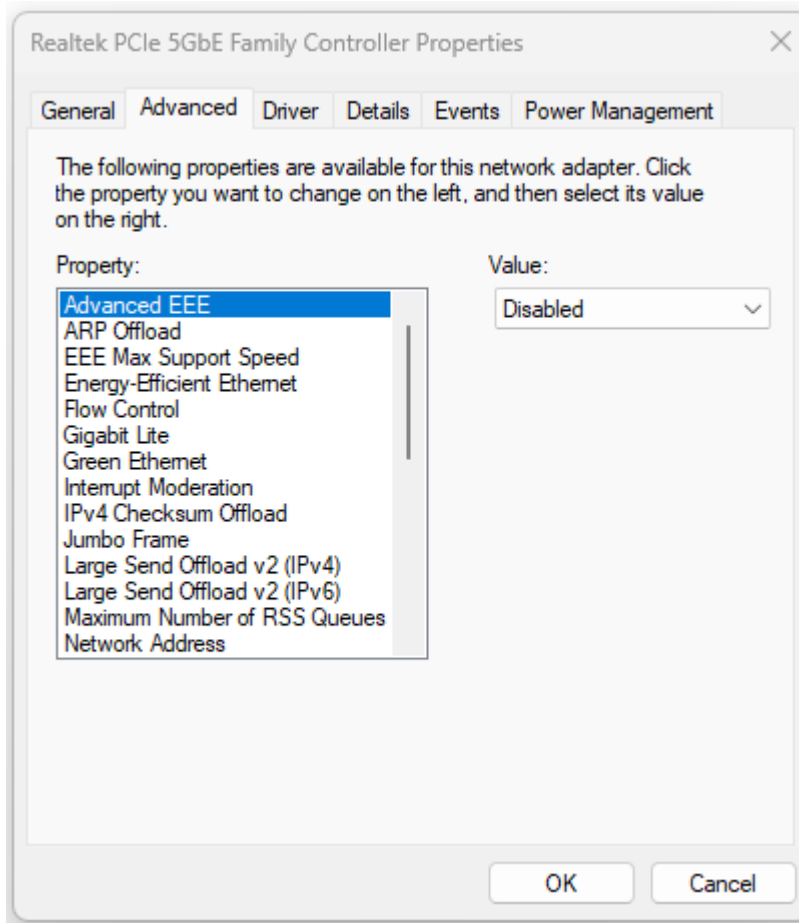 Realtek PCIe 5GbE Family Controller Properties
General Advanced Driver Details Events Power Management
The following properties are available for this network adapter. Click
the property you want to change on the left, and then select its value
on the right.
Property:
Value:
Advanced EEE
Disabled
ARP Offload
EEE Max Support Speed
Energy-Efficient Ethernet
Flow Control
Gigabit Lite
Green Ethernet
Interrupt Moderation
IPv4 Checksum Offload
Jumbo Frame
Large Send Offload v2 (IPv4)
Large Send Offload v2 (IPv6)
Maximum Number of RSS Queues
Network Address
OK
Cancel